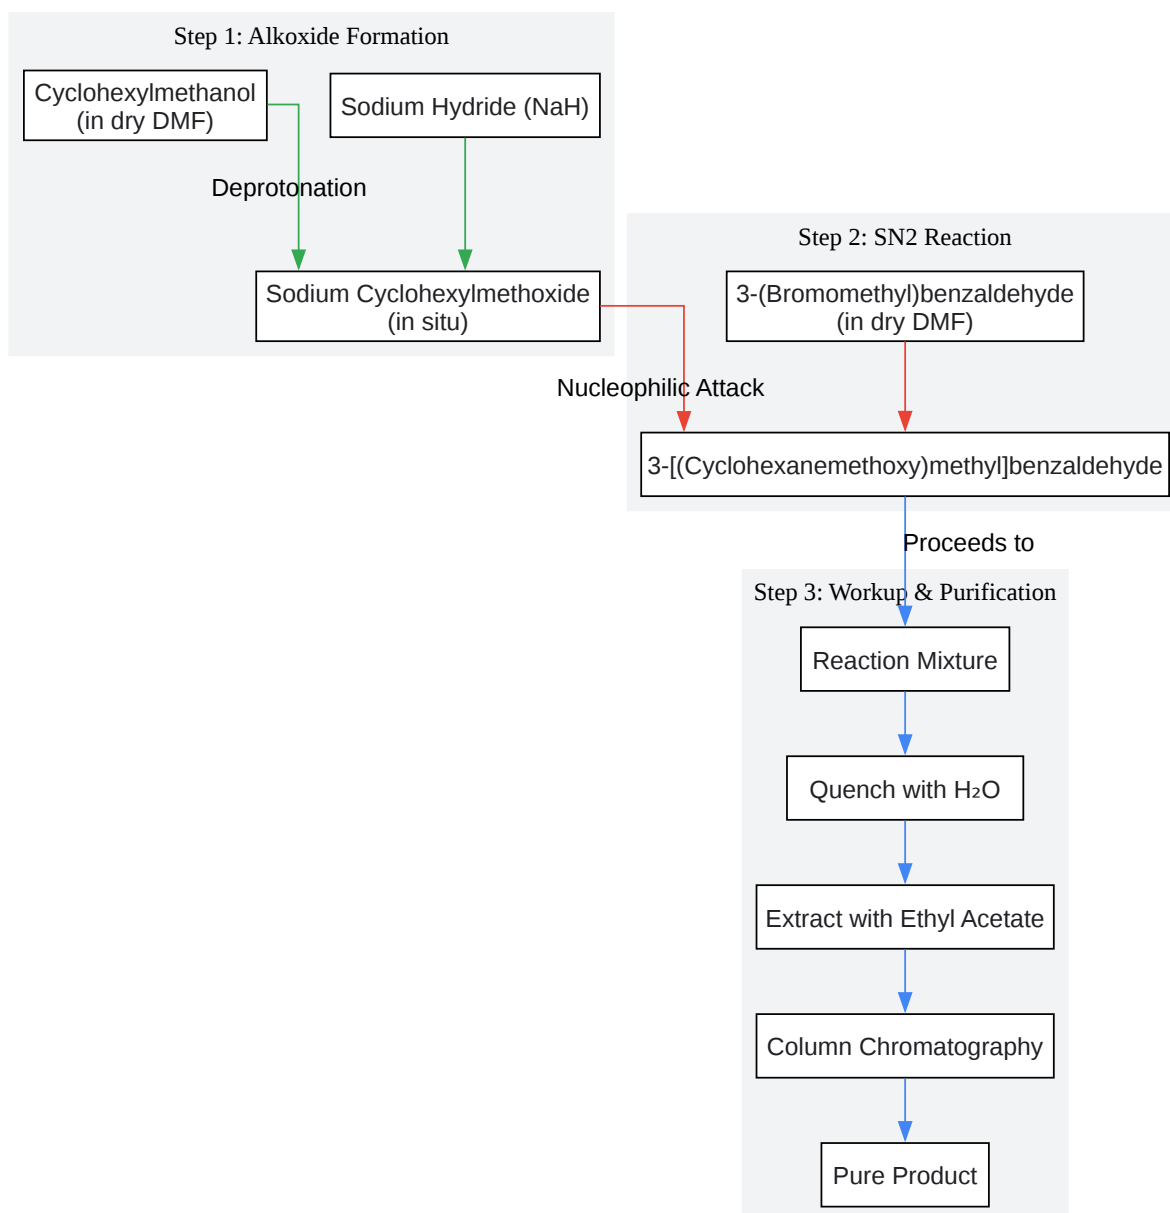 Step 1: Alkoxide Formation
Cyclohexylmethanol
(in dry DMF)
Sodium Hydride (NaH)
Deprotonation
Sodium Cyclohexylmethoxide
(in situ)
Step 2: SN2 Reaction
3-(Bromomethyl)benzaldehyde
(in dry DMF)
Nucleophilic Attack
3-[(Cyclohexanemethoxy)methyl]benzaldehyde
Proceeds to
Step 3: Workup & Purification
Reaction Mixture
Quench with H₂O
Extract with Ethyl Acetate
Column Chromatography
Pure Product